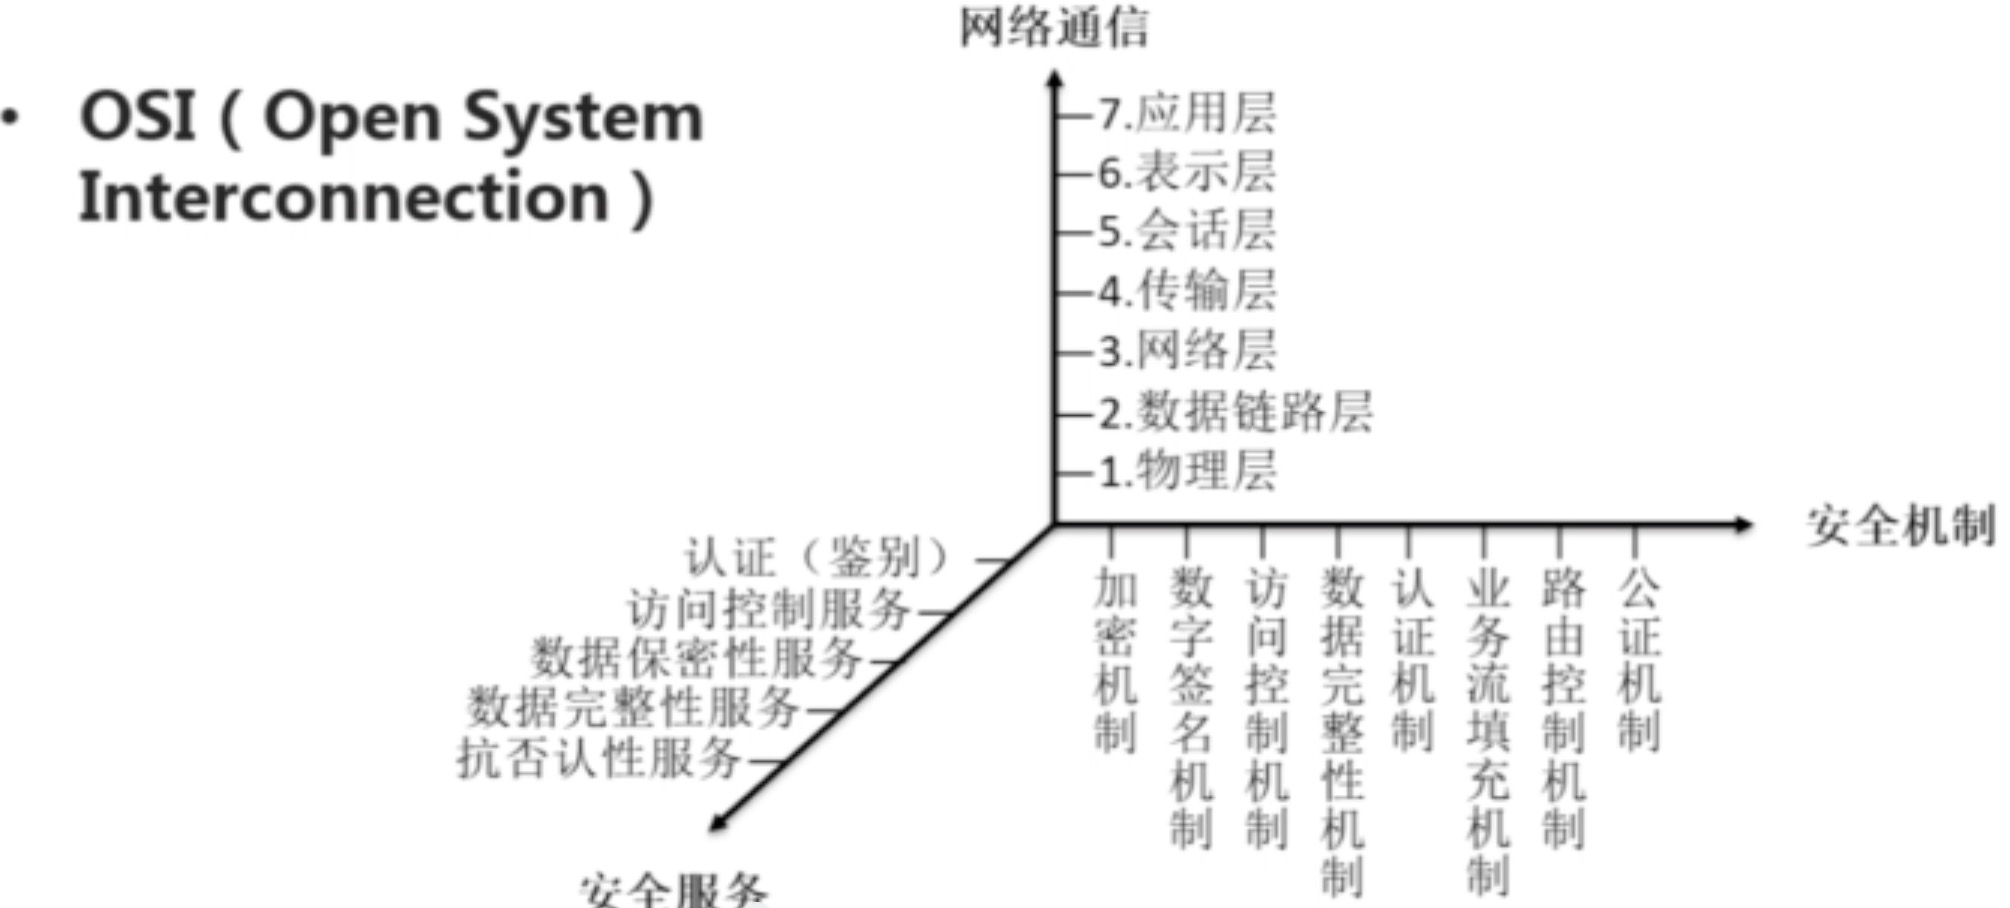 网络通信
• OSI（Open System
Interconnection）
7.应用层
6.表示层
5.会话层
4.传输层
3.网络层
2.数据链路层
1.物理层
安全机制
加密机制
数字签名机制
访问控制机制
数据完整性机制
认证机制
业务流填充机制
路由控制机制
公证机制
认证（鉴别）
访问控制服务
数据保密性服务
数据完整性服务
抗否认性服务
安全服务